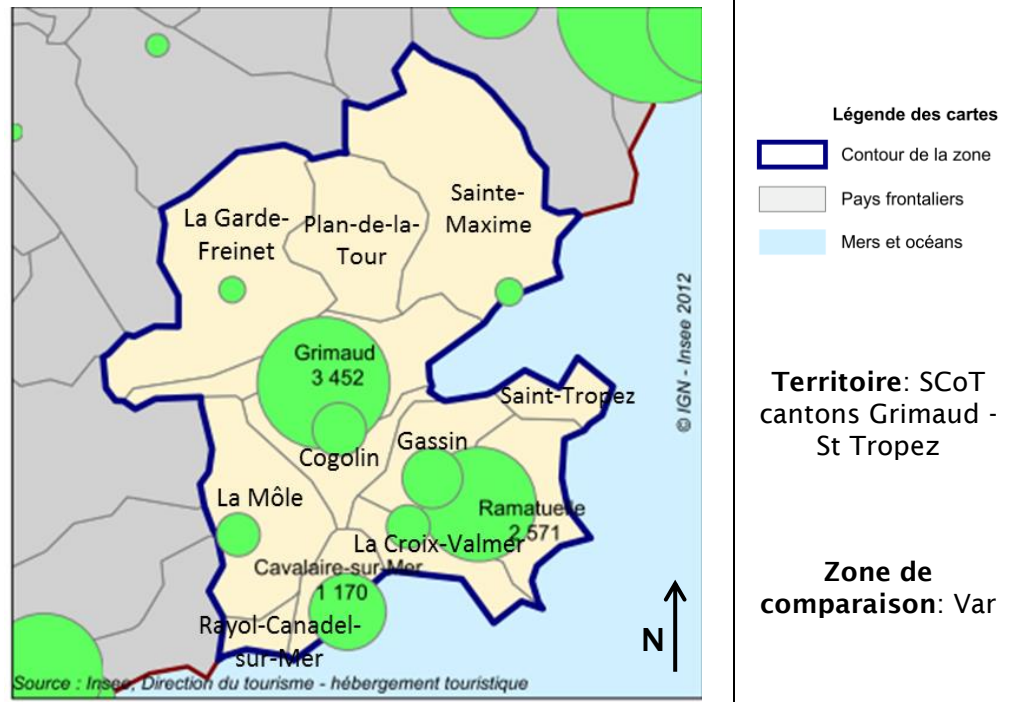 Sainte-
Maxime
La Garde-
Freinet
Plan-de-la-
Tour
Grimaud
3 452
Saint-Tropez
Cogolin
Gassin
La Môle
Ramatuelle
2 571
La Croix-Valmer
Cavalaire-sur-Mer
1 170
Rayol-Canadel-
sur-Mer
N
© IGN - Insee 2012
Source : Insee, Direction du tourisme - hébergement touristique
Légende des cartes
Contour de la zone
Pays frontaliers
Mers et océans
Territoire: SCoT
cantons Grimaud -
St Tropez
Zone de
comparaison: Var